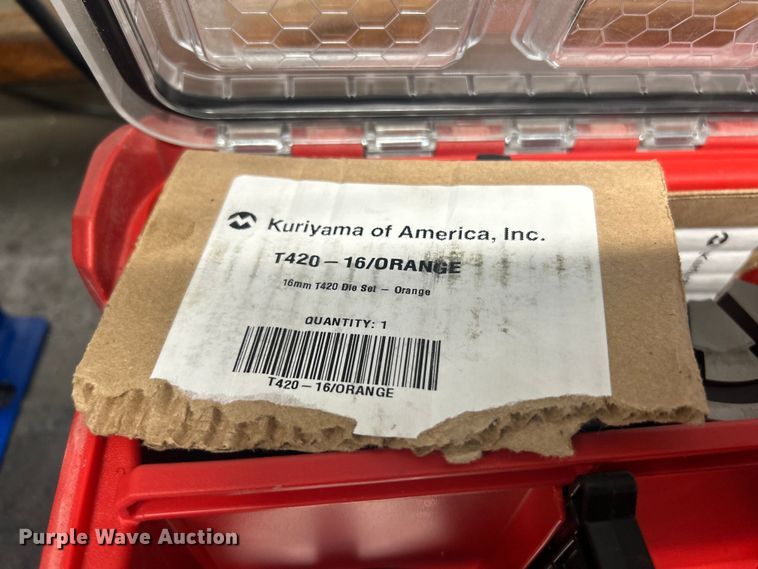 Kuriyama of America, Inc.
T420-16/ORANGE
16mm T420 Die Set - Orange
QUANTITY: 1
T420-16/ORANGE
Purple Wave Auction